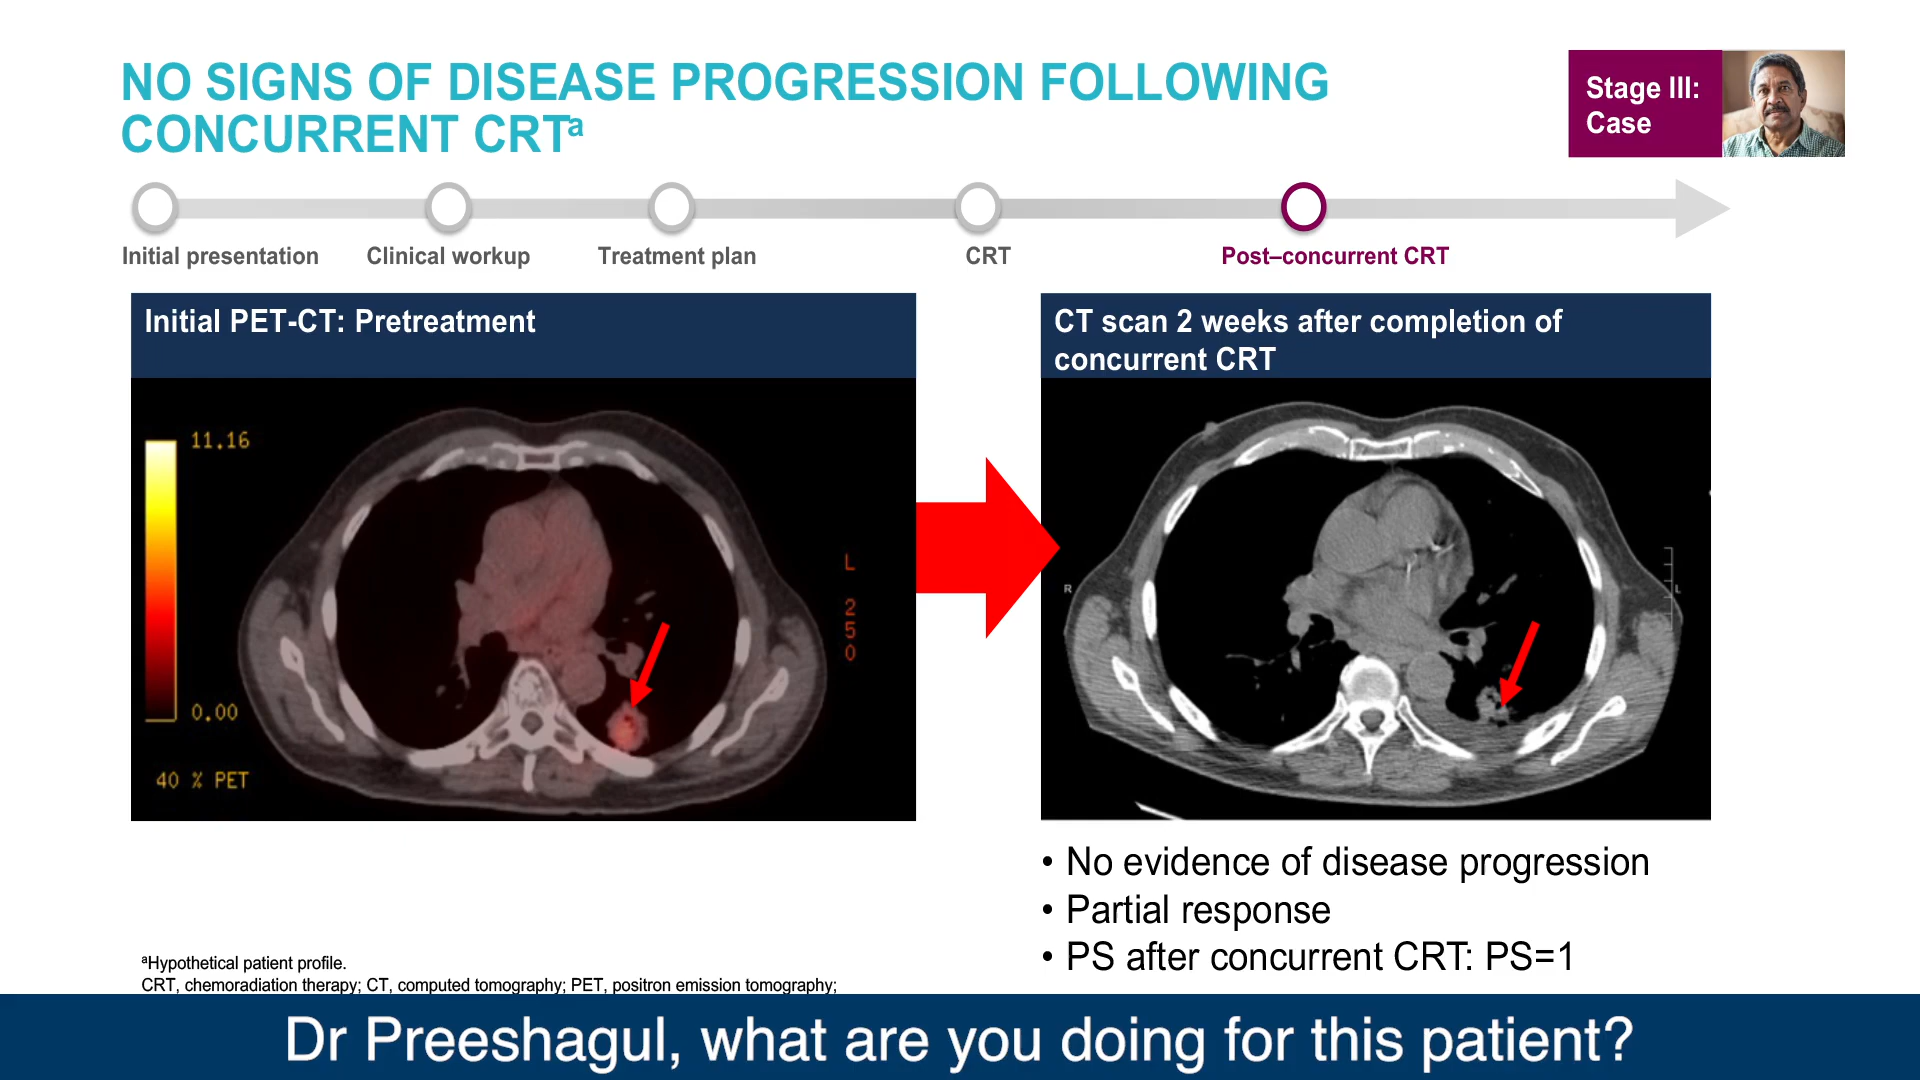 NO SIGNS OF DISEASE PROGRESSION FOLLOWING
CONCURRENT CRTa
Stage III:
Case
Initial presentation
Clinical workup
Treatment plan
CRT
Post–concurrent CRT
Initial PET-CT: Pretreatment
11.16
0.00
40 % PET
L
2
5
0
CT scan 2 weeks after completion of
concurrent CRT
R
L
• No evidence of disease progression
• Partial response
• PS after concurrent CRT: PS=1
aHypothetical patient profile.
CRT, chemoradiation therapy; CT, computed tomography; PET, positron emission tomography;
Dr Preeshagul, what are you doing for this patient?